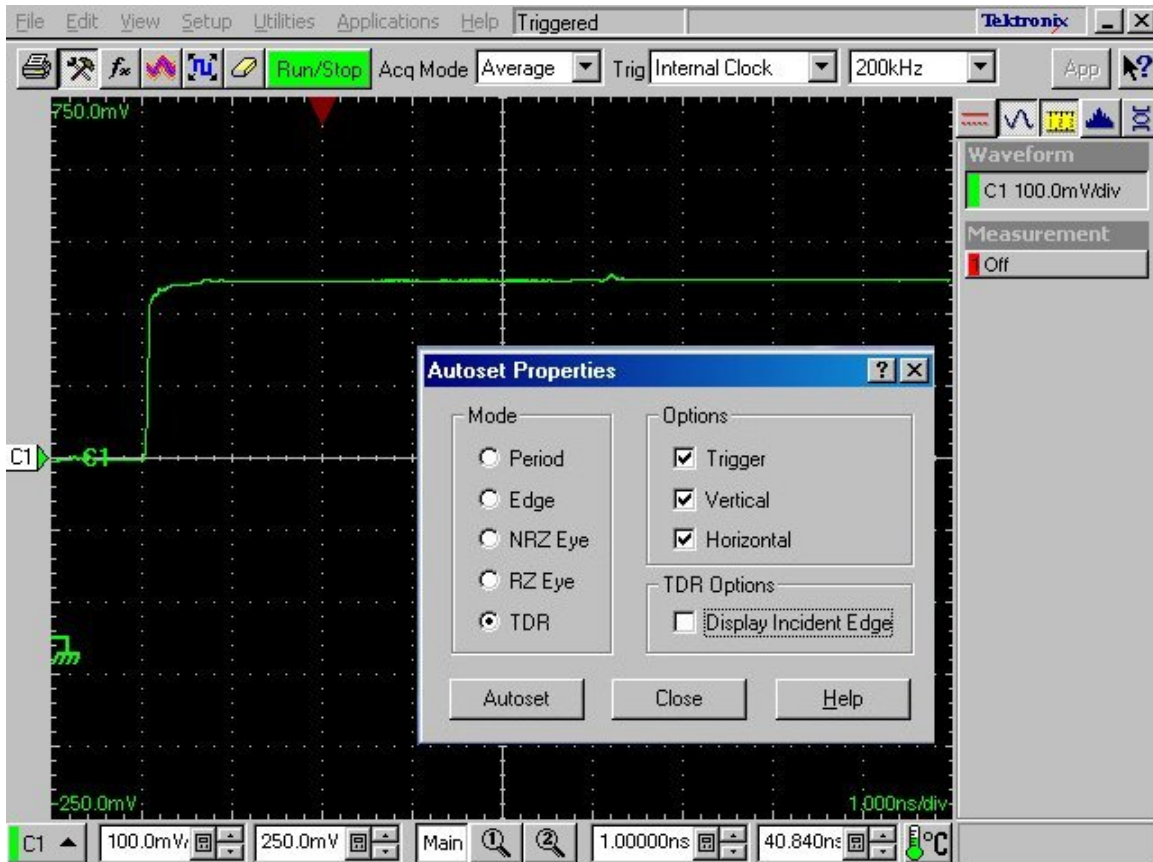 File Edit View Setup Utilities Applications Help Triggered Tektronix
Run/Stop Acq Mode Average Trig Internal Clock 200kHz App
750.0mV
Waveform
C1 100.0mV/div
Measurement
1 Off
C1 C1
Autoset Properties
Mode
Period
Edge
NRZ Eye
RZ Eye
TDR
Options
Trigger
Vertical
Horizontal
TDR Options
Display Incident Edge
Autoset Close Help
-250.0mV 1.000ns/div
C1 100.0mV/ 250.0mV Main 1 2 1.00000ns 40.840ns °C